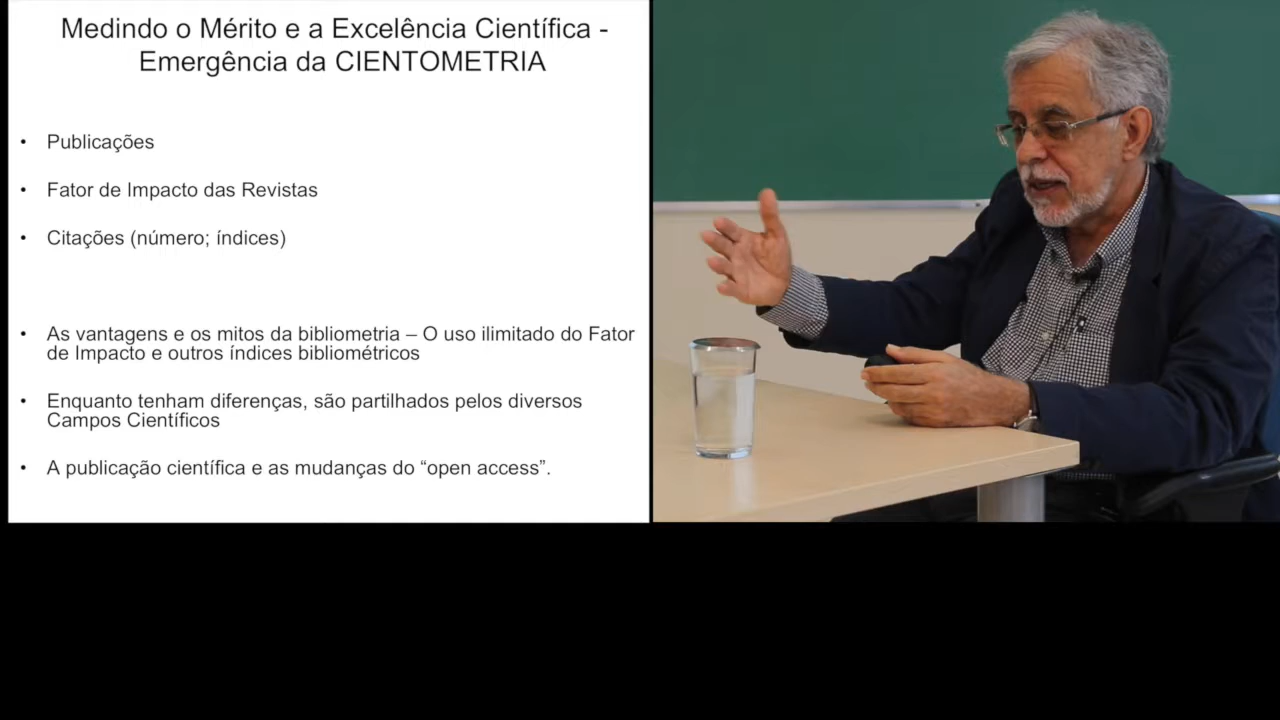 Medindo o Mérito e a Excelência Científica -
Emergência da CIENTOMETRIA
• Publicações
• Fator de Impacto das Revistas
• Citações (número; índices)
• As vantagens e os mitos da bibliometria – O uso ilimitado do Fator
de Impacto e outros índices bibliométricos
• Enquanto tenham diferenças, são partilhados pelos diversos
Campos Científicos
• A publicação científica e as mudanças do “open access”.